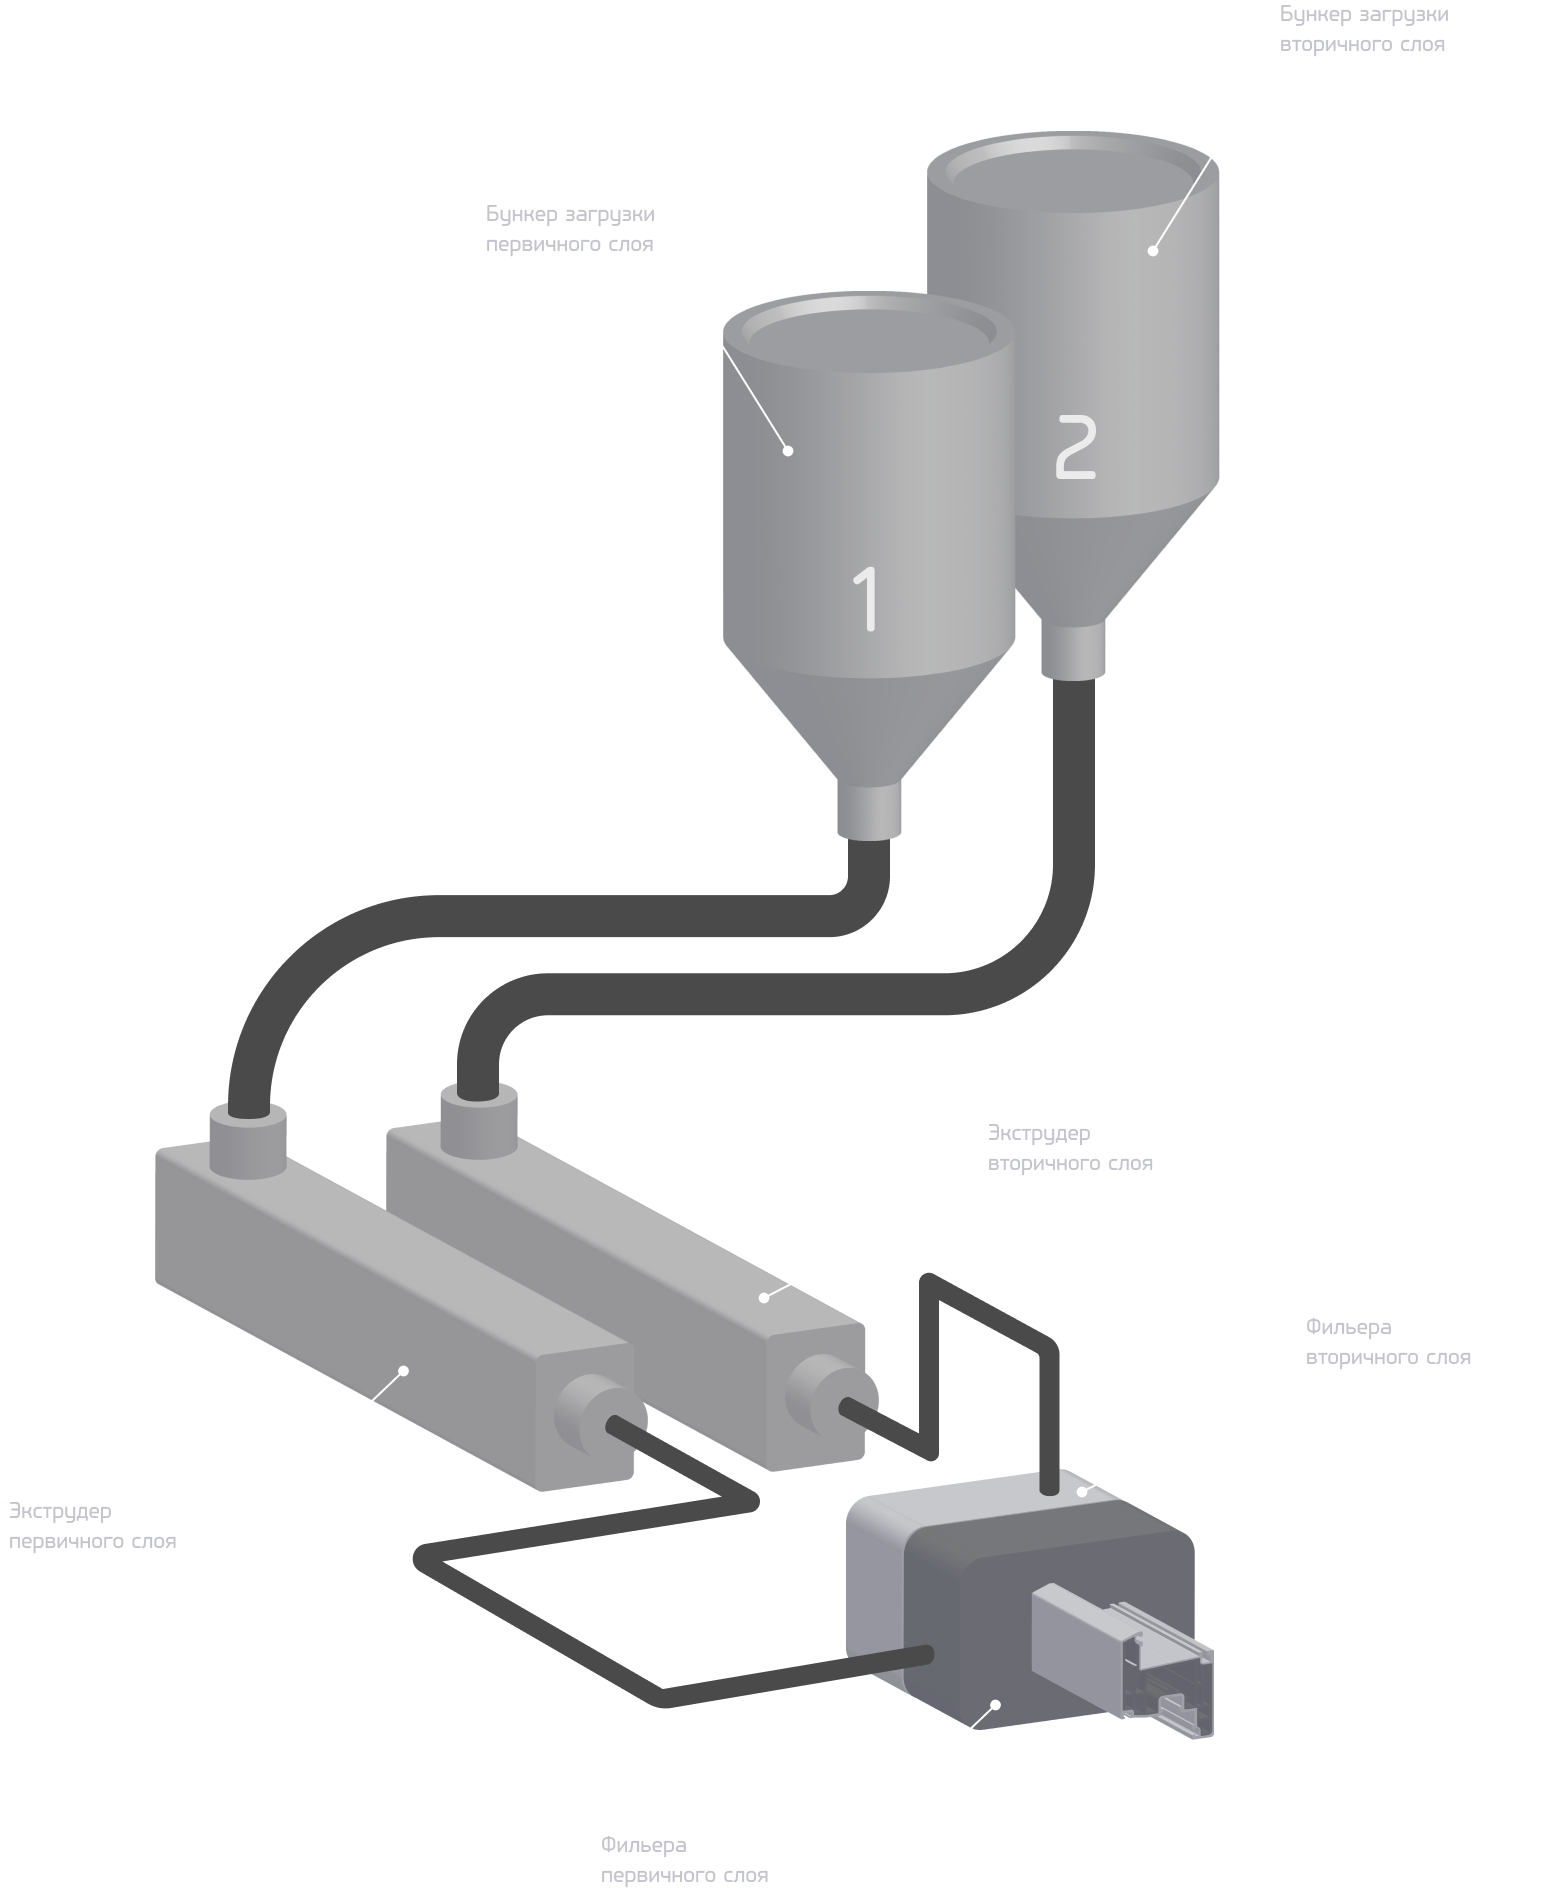 Бункер загрузки
вторичного слоя
Бункер загрузки
первичного слоя
2
1
Экструдер
вторичного слоя
Фильера
вторичного слоя
Экструдер
первичного слоя
Фильера
первичного слоя